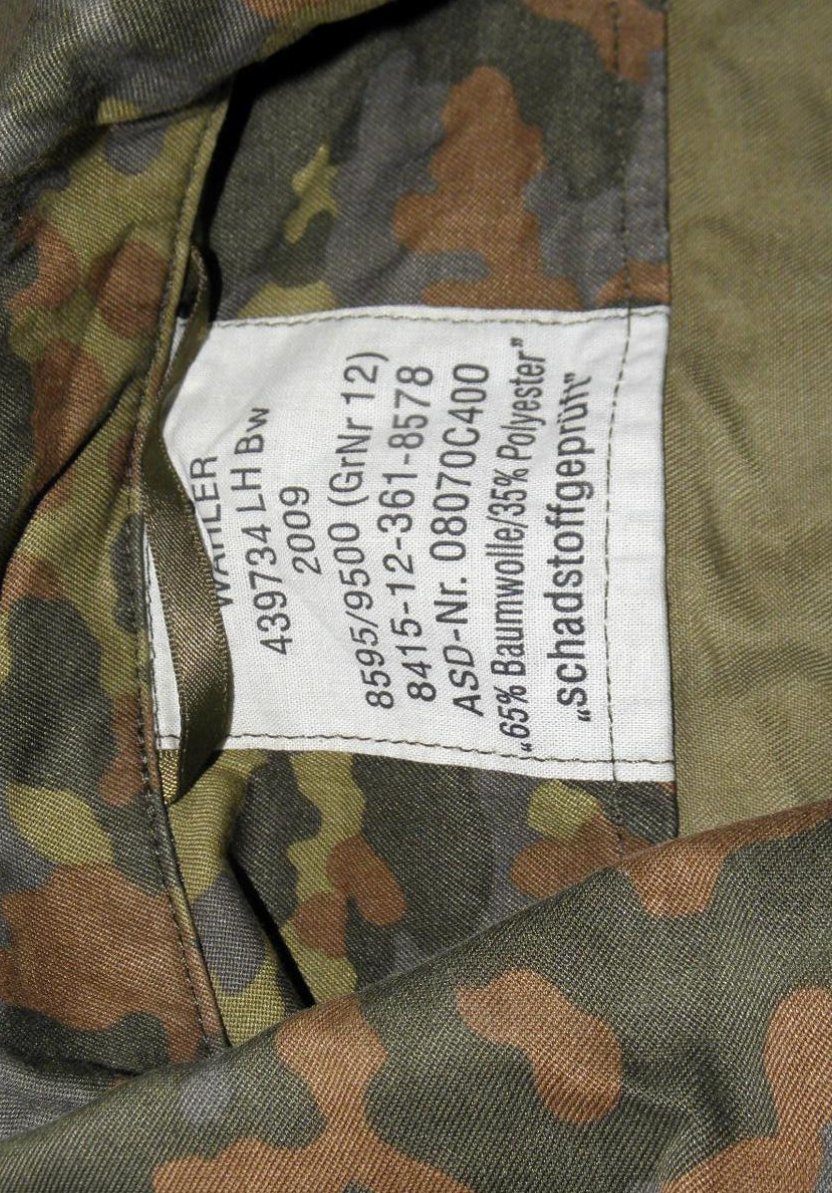 WAHLER
439734 LH Bw
2009
8595/9500 (GrNr 12)
8415-12-361-8578
ASD-Nr. 08070C400
„65% Baumwolle/35% Polyester”
„schadstoffgeprüft”